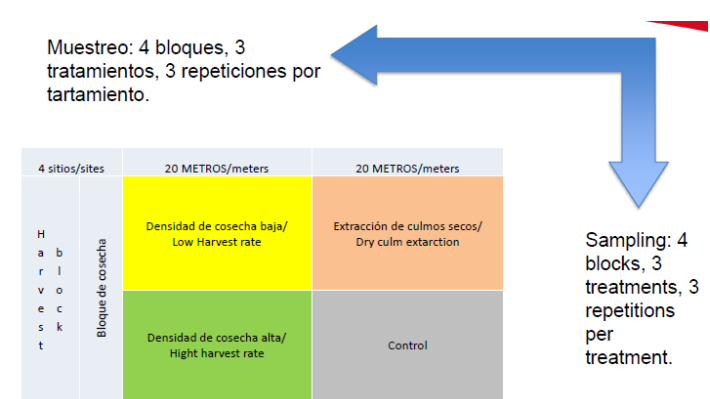 Muestreo: 4 bloques, 3
tratamientos, 3 repeticiones por
tartamiento.
4 sitios/sites
20 METROS/meters
20 METROS/meters
Harvest
block
Bloque de cosecha
Densidad de cosecha baja/
Low Harvest rate
Extracción de culmos secos/
Dry culm extarction
Densidad de cosecha alta/
Hight harvest rate
Control
Sampling: 4
blocks, 3
treatments, 3
repetitions
per
treatment.